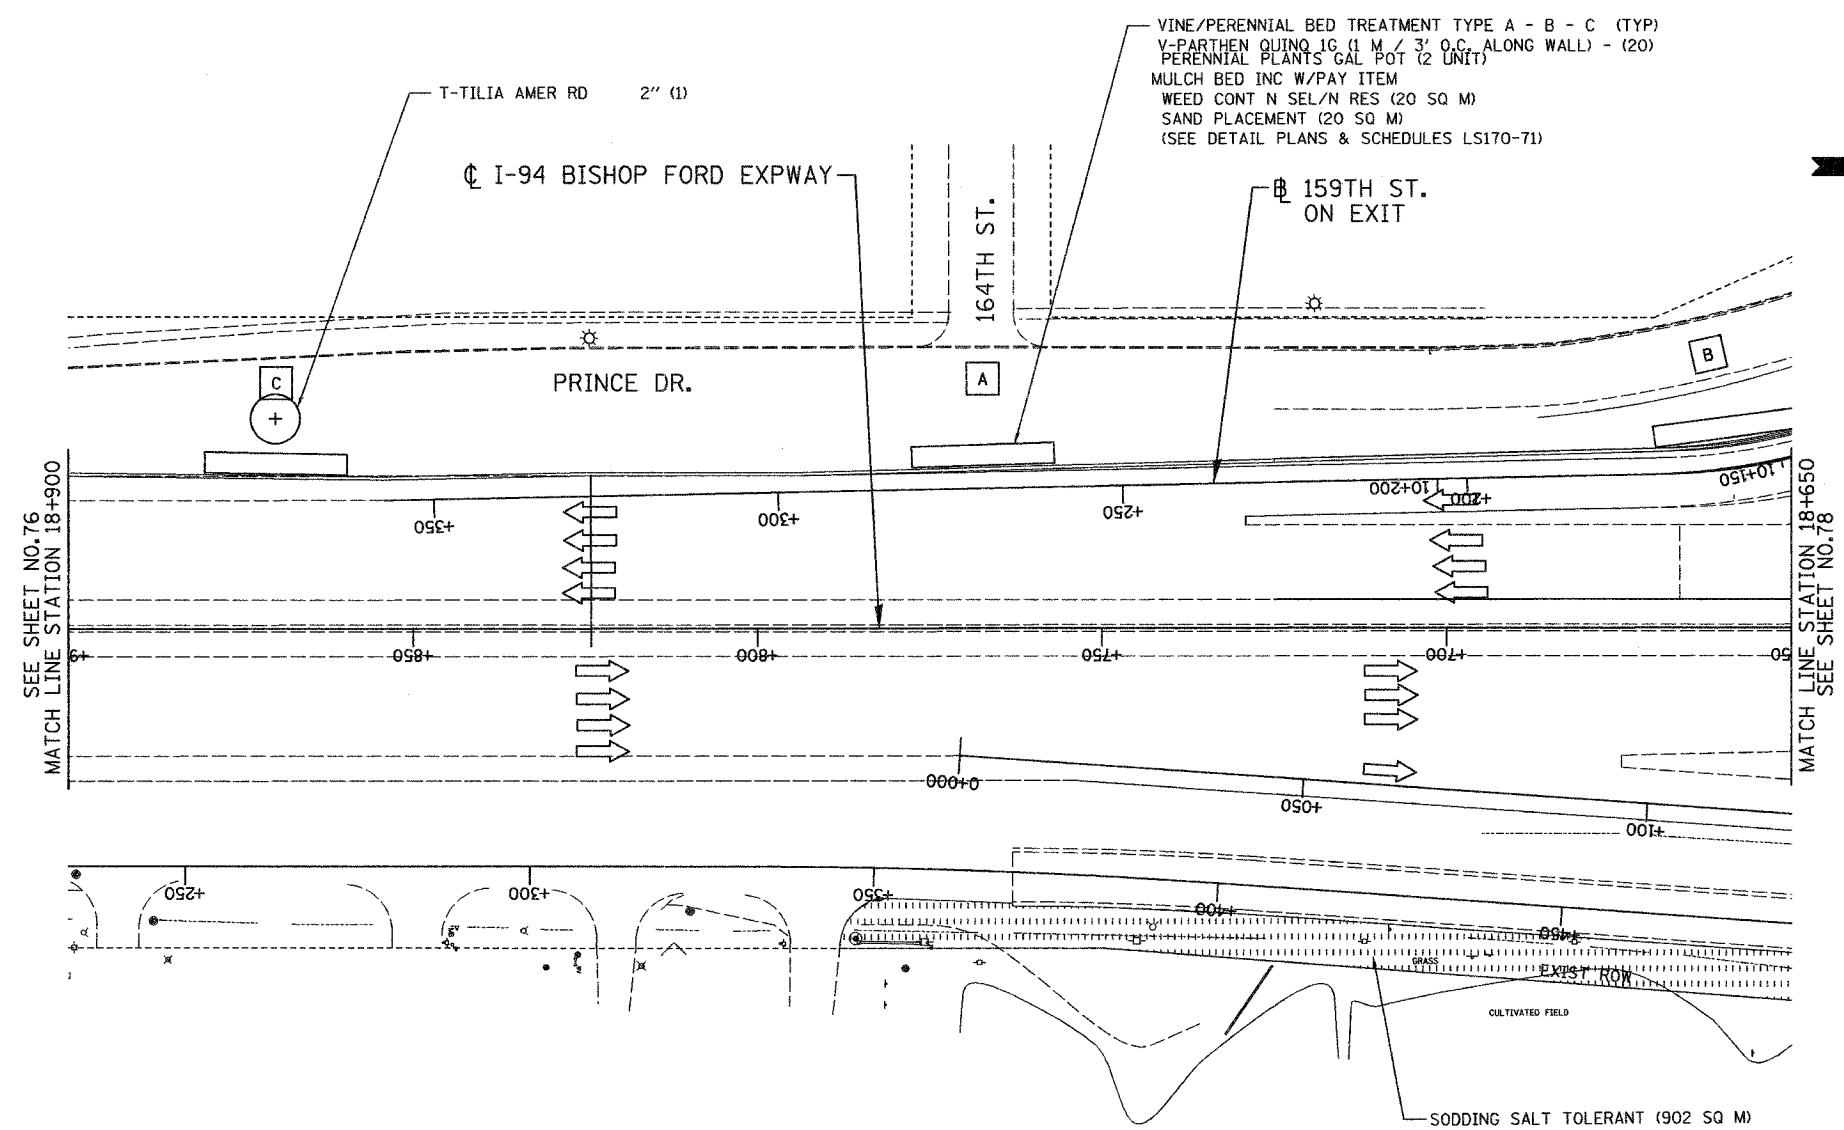 VINE/PERENNIAL BED TREATMENT TYPE A - B - C (TYP)
V-PARTHEN QUINQ 1G (1 M / 3' O.C. ALONG WALL) - (20)
PERENNIAL PLANTS GAL POT (2 UNIT)
MULCH BED INC W/PAY ITEM
WEED CONT N SEL/N RES (20 SQ M)
SAND PLACEMENT (20 SQ M)
(SEE DETAIL PLANS & SCHEDULES LS170-71)
T-TILIA AMER RD 2" (1)
℄ I-94 BISHOP FORD EXPWAY
BL 159TH ST.
ON EXIT
164TH ST.
C
PRINCE DR.
A
B
SEE SHEET NO.76
MATCH LINE STATION 18+900
MATCH LINE STATION 18+650
SEE SHEET NO.78
+350
+300
+250
10+200
+200
10+150
+9
+850
+800
+750
+700
50
0+000
+050
+100
+250
+300
+350
+400
+450
GRASS
EXIST ROW
CULTIVATED FIELD
SODDING SALT TOLERANT (902 SQ M)